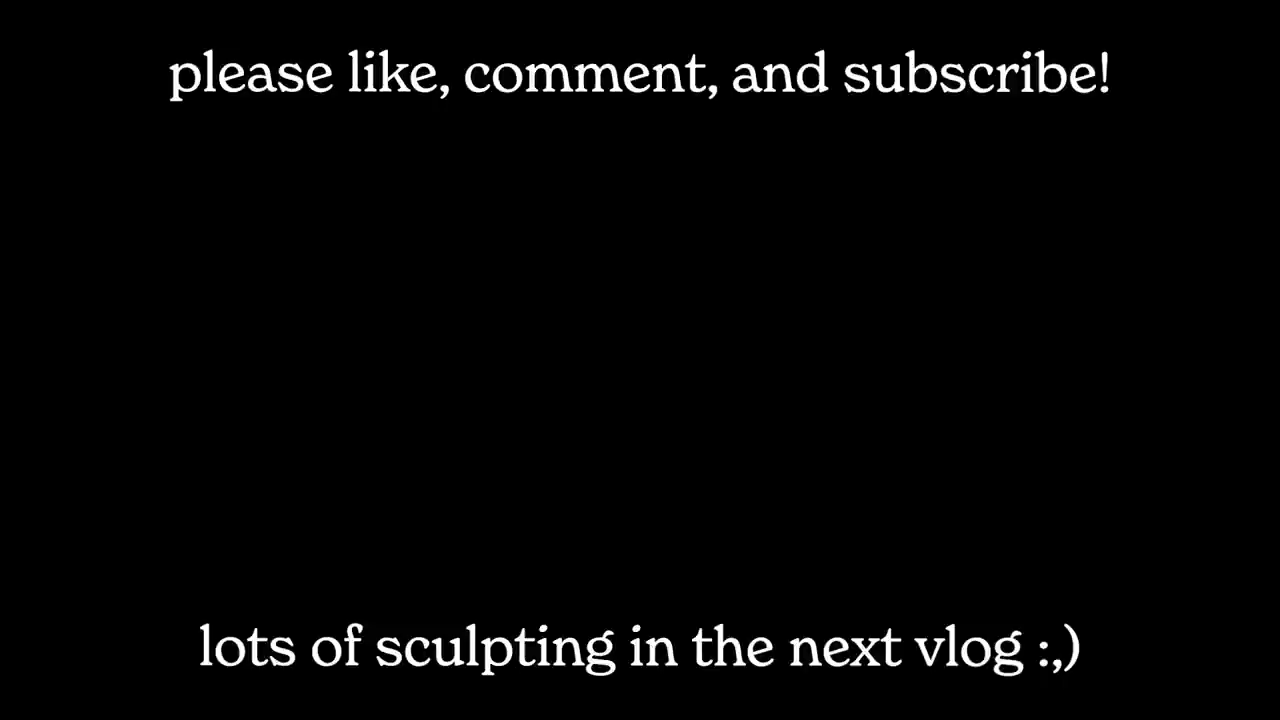 please like, comment, and subscribe!
lots of sculpting in the next vlog :,)